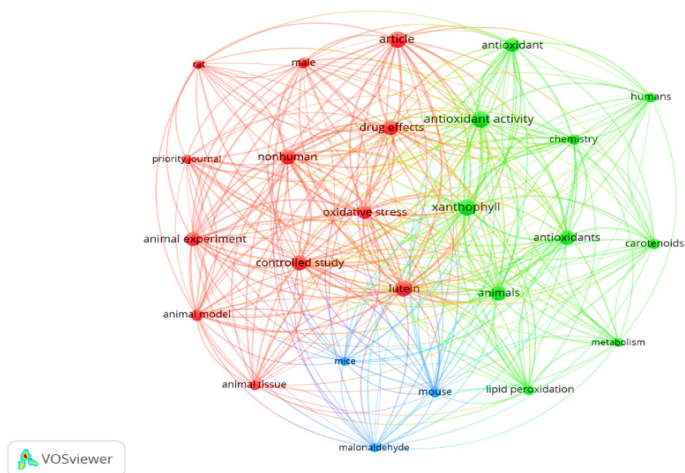 article
antioxidant
rat
male
humans
antioxidant activity
drug effects
chemistry
priority journal
nonhuman
oxidative stress
xanthophyll
animal experiment
antioxidants
carotenoids
controlled study
lutein
animals
animal model
metabolism
mice
animal tissue
mouse
lipid peroxidation
malonaldehyde
VOSviewer